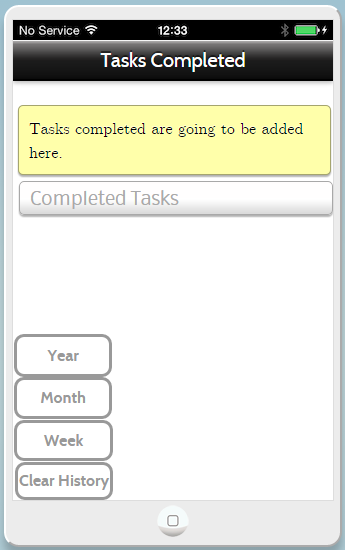 No Service 12:33
Tasks Completed
Tasks completed are going to be added
here.
Completed Tasks
Year
Month
Week
Clear History